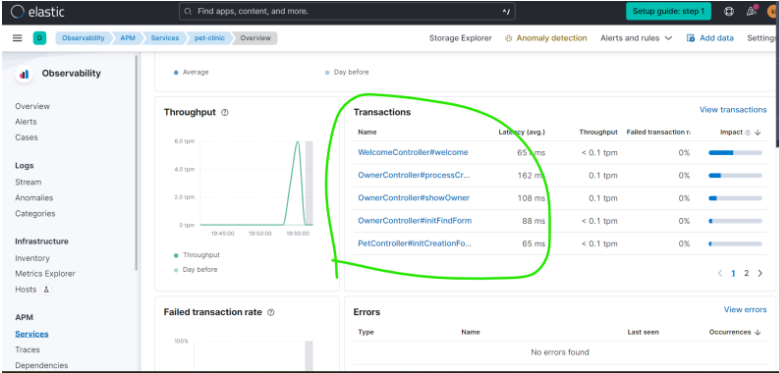 elastic
Find apps, content, and more.
^/
Setup guide: step 1
D
Observability
APM
Services
pet-clinic
Overview
Storage Explorer
Anomaly detection
Alerts and rules
Add data
Settings
Observability
Overview
Alerts
Cases
Logs
Stream
Anomalies
Categories
Infrastructure
Inventory
Metrics Explorer
Hosts
APM
Services
Traces
Dependencies
Average
Day before
Throughput
6.0 tpm
4.0 tpm
2.0 tpm
0 tpm
19:45:00 19:50:00 19:55:00
Throughput
Day before
Transactions
View transactions
Name Latency (avg.) Throughput Failed transaction r Impact
WelcomeController#welcome 651 ms < 0.1 tpm 0%
OwnerController#processCr... 162 ms 0.1 tpm 0%
OwnerController#showOwner 108 ms 0.1 tpm 0%
OwnerController#initFindForm 88 ms < 0.1 tpm 0%
PetController#initCreationFo... 65 ms < 0.1 tpm 0%
< 1 2 >
Failed transaction rate
100%
Errors
View errors
Type Name Last seen Occurrences
No errors found